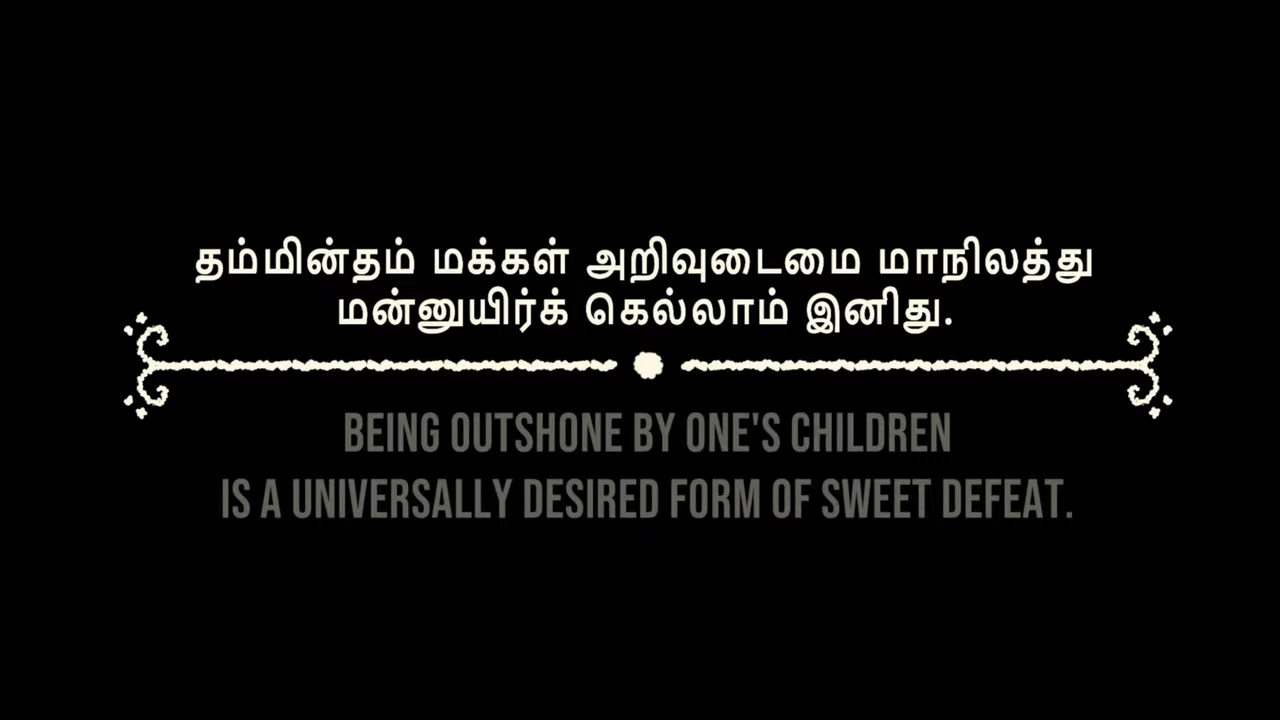 தம்மின்தம் மக்கள் அறிவுடைமை மாநிலத்து
மன்னுயிர்க் கெல்லாம் இனிது.
BEING OUTSHONE BY ONE'S CHILDREN
IS A UNIVERSALLY DESIRED FORM OF SWEET DEFEAT.